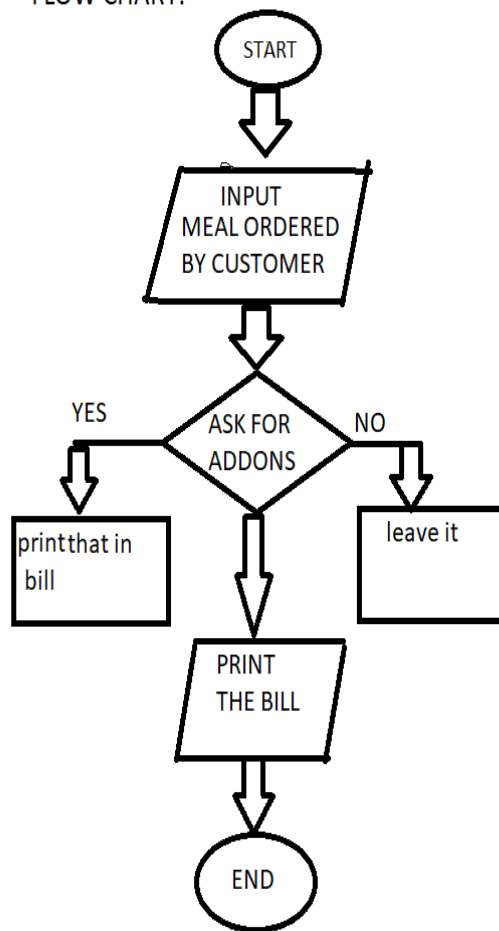 FLOW CHART:
START
INPUT
MEAL ORDERED
BY CUSTOMER
YES
ASK FOR
ADDONS
NO
print that in
bill
leave it
PRINT
THE BILL
END